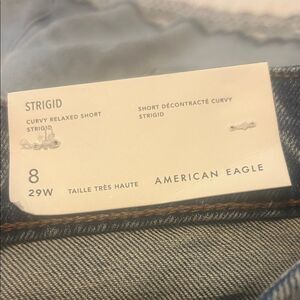 STRIGID
CURVY RELAXED SHORT
STRIGID
SHORT DÉCONTRACTÉ CURVY
STRIGID
8
29W
TAILLE TRÈS HAUTE
AMERICAN EAGLE